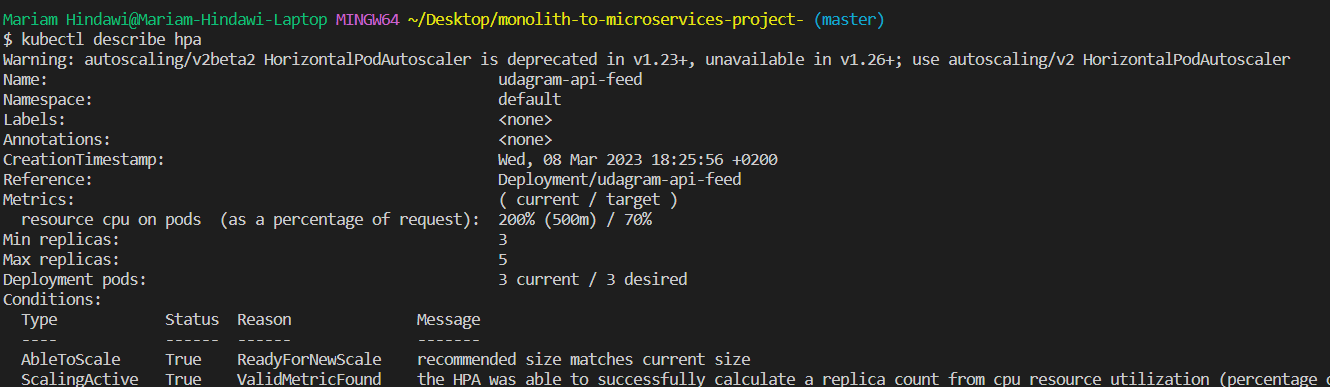 Mariam Hindawi@Mariam-Hindawi-Laptop MINGW64 ~/Desktop/monolith-to-microservices-project- (master)
$ kubectl describe hpa
Warning: autoscaling/v2beta2 HorizontalPodAutoscaler is deprecated in v1.23+, unavailable in v1.26+; use autoscaling/v2 HorizontalPodAutoscaler
Name: udagram-api-feed
Namespace: default
Labels: <none>
Annotations: <none>
CreationTimestamp: Wed, 08 Mar 2023 18:25:56 +0200
Reference: Deployment/udagram-api-feed
Metrics: ( current / target )
resource cpu on pods (as a percentage of request): 200% (500m) / 70%
Min replicas: 3
Max replicas: 5
Deployment pods: 3 current / 3 desired
Conditions:
Type Status Reason Message
---- ------ ------ -------
AbleToScale True ReadyForNewScale recommended size matches current size
ScalingActive True ValidMetricFound the HPA was able to successfully calculate a replica count from cpu resource utilization (percentage